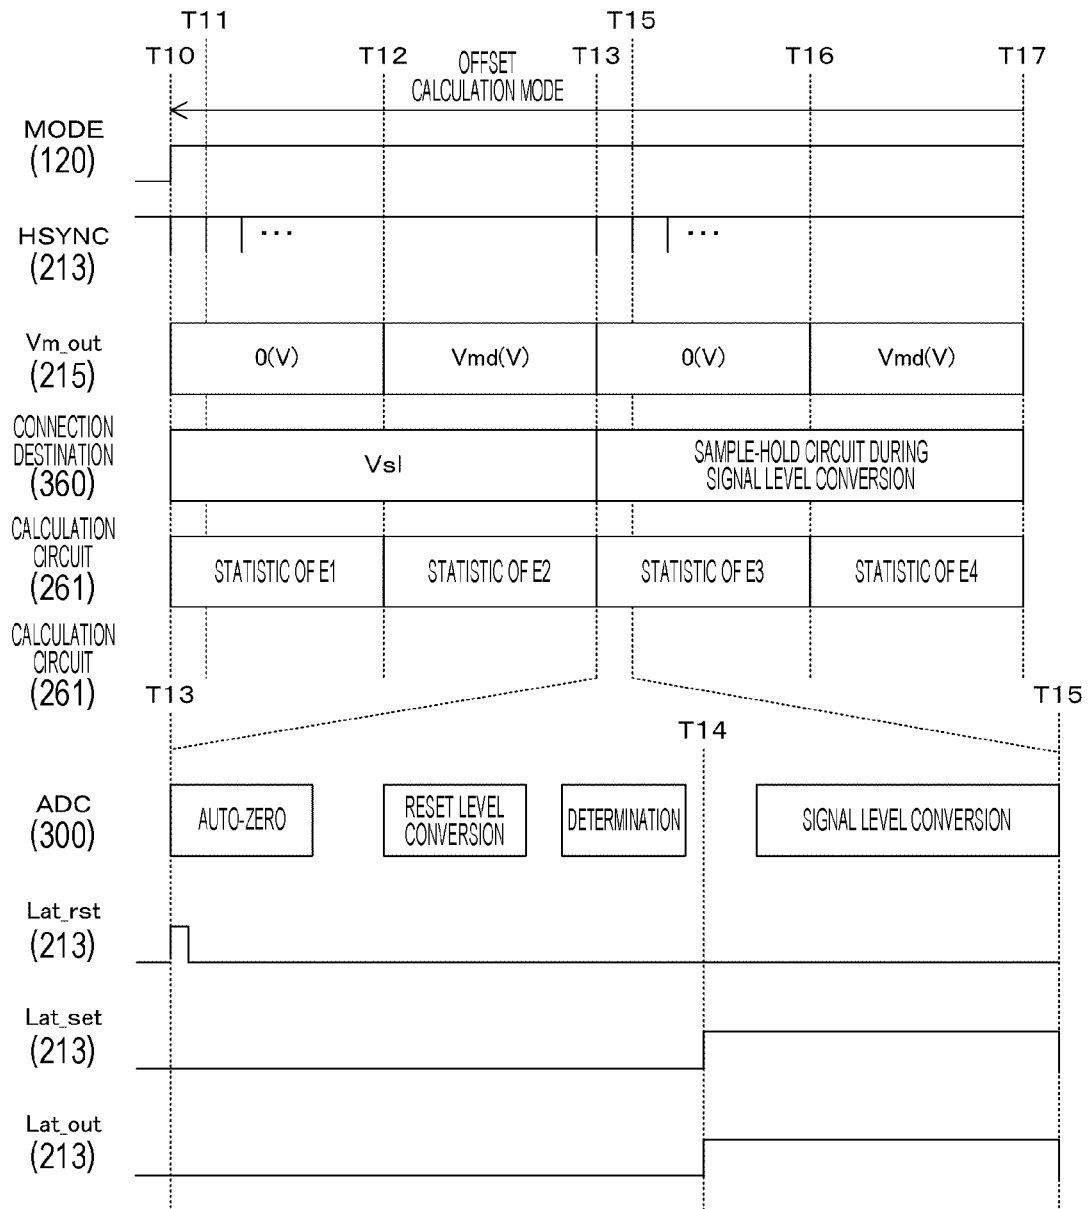 T11 T15
T10 T12 T13 T16 T17
OFFSET
CALCULATION MODE
MODE
(120)
HSYNC
(213)
... ...
Vm_out
(215)
0(V) Vmd(V) 0(V) Vmd(V)
CONNECTION
DESTINATION
(360)
Vsl
SAMPLE-HOLD CIRCUIT DURING
SIGNAL LEVEL CONVERSION
CALCULATION
CIRCUIT
(261)
STATISTIC OF E1 STATISTIC OF E2 STATISTIC OF E3 STATISTIC OF E4
CALCULATION
CIRCUIT
(261)
T13 T15
T14
ADC
(300)
AUTO-ZERO
RESET LEVEL
CONVERSION
DETERMINATION
SIGNAL LEVEL CONVERSION
Lat_rst
(213)
Lat_set
(213)
Lat_out
(213)